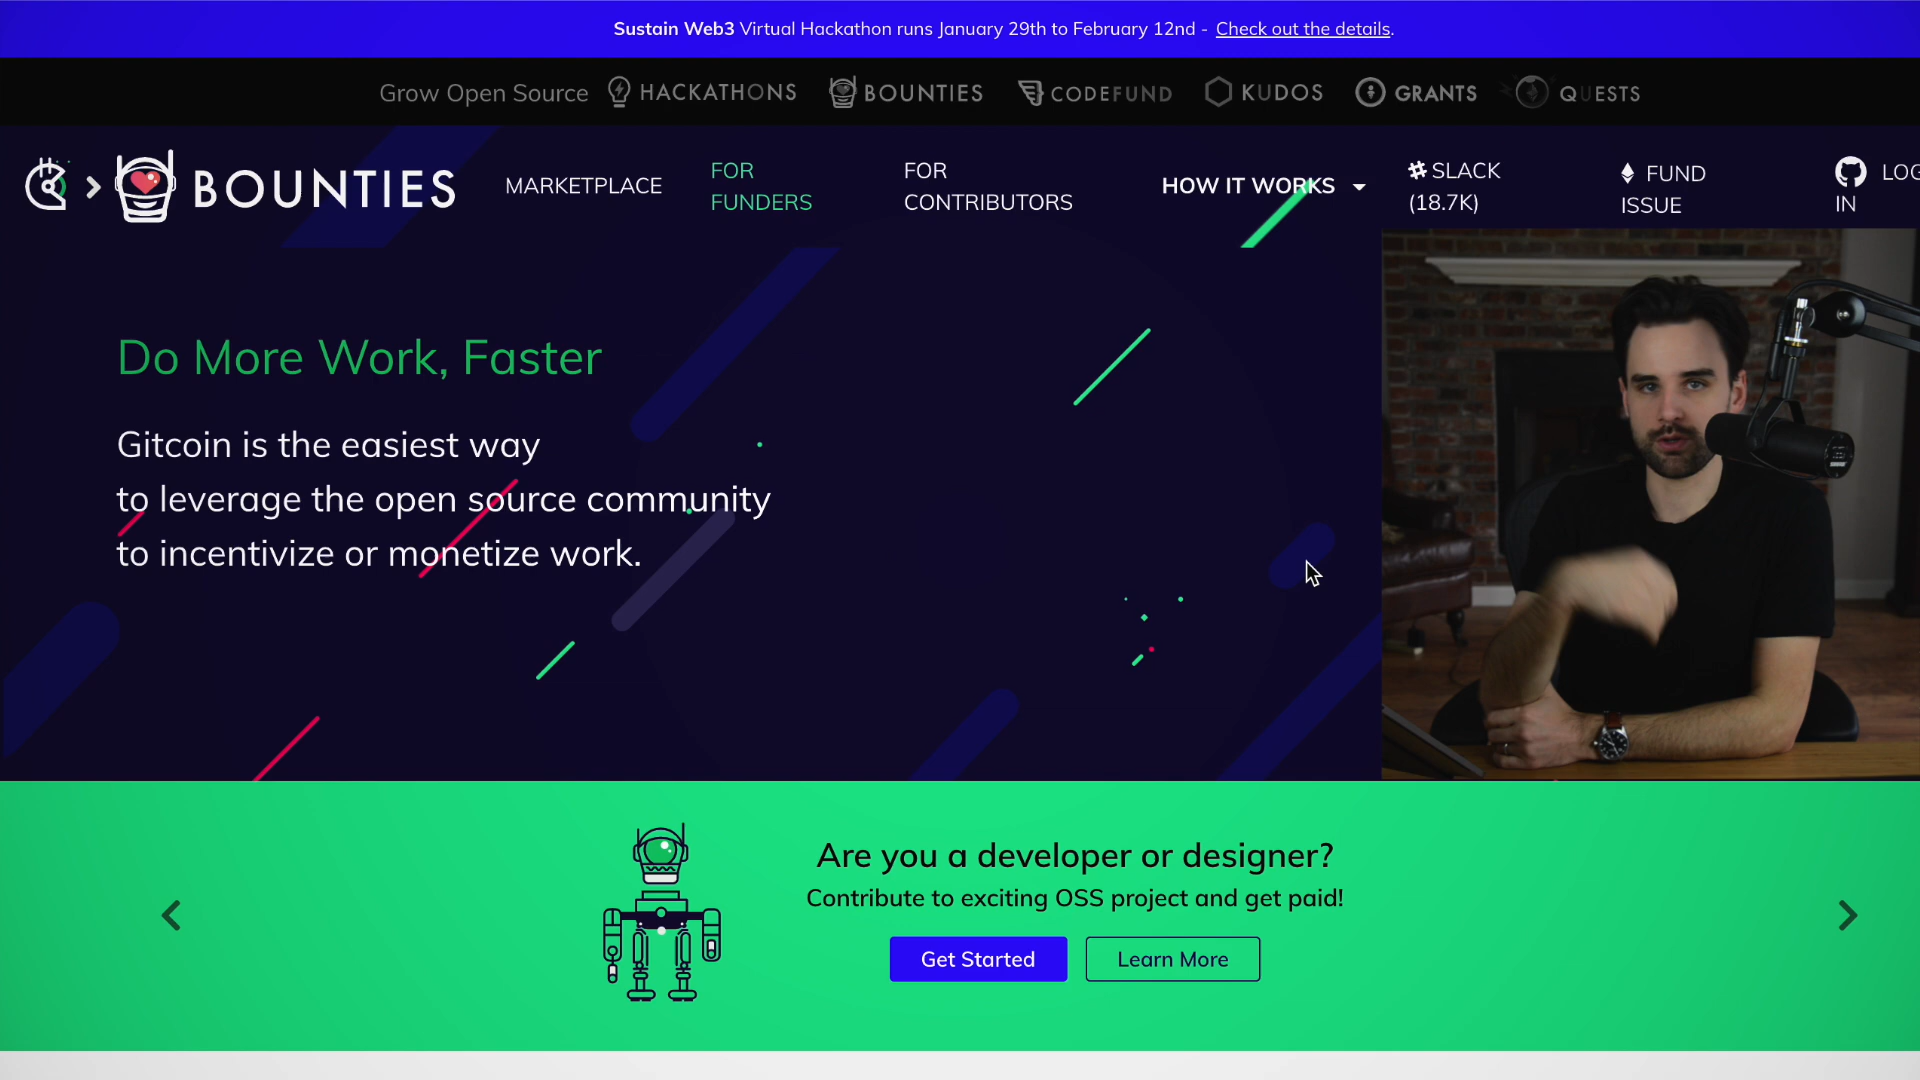 Sustain Web3 Virtual Hackathon runs January 29th to February 12nd - Check out the details.
Grow Open Source HACKATHONS BOUNTIES CODEFUND KUDOS GRANTS QUESTS
BOUNTIES
MARKETPLACE
FOR
FUNDERS
FOR
CONTRIBUTORS
HOW IT WORKS
SLACK
(18.7K)
FUND
ISSUE
LOG
IN
Do More Work, Faster
Gitcoin is the easiest way
to leverage the open source community
to incentivize or monetize work.
Are you a developer or designer?
Contribute to exciting OSS project and get paid!
Get Started
Learn More